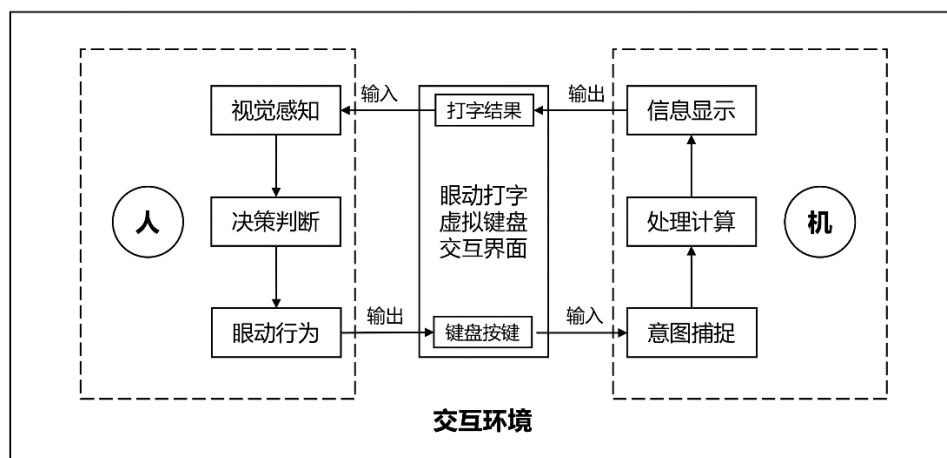 输入
输出
视觉感知
打字结果
信息显示
人
决策判断
眼动打字
虚拟键盘
交互界面
处理计算
机
眼动行为
输出
键盘按键
输入
意图捕捉
交互环境